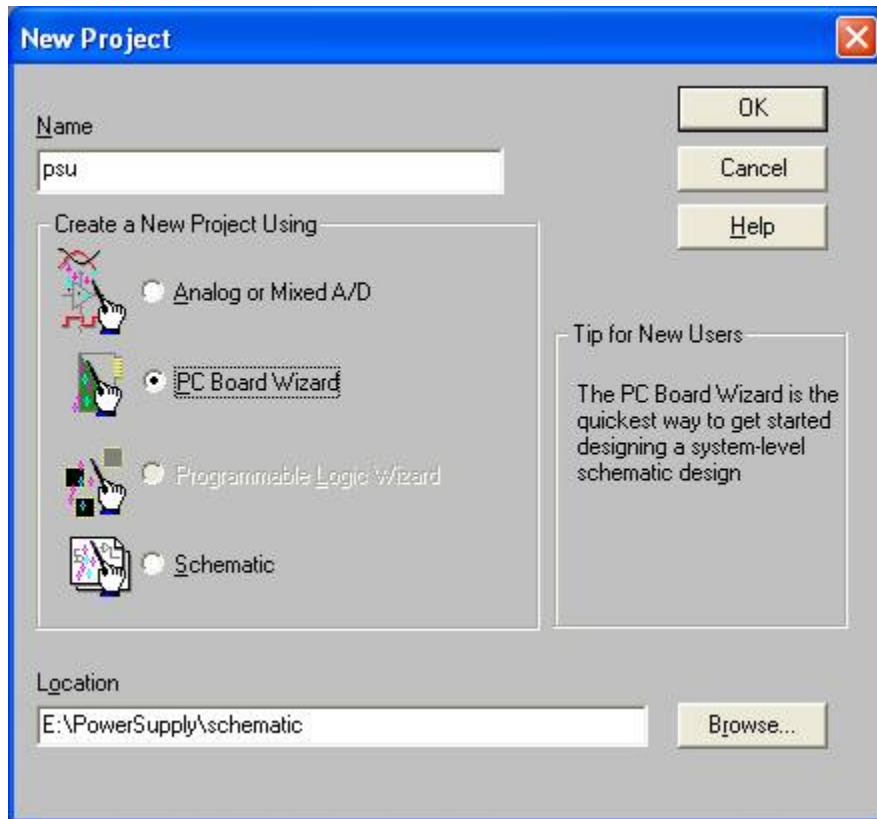 New Project
Name
psu
OK
Cancel
Help
Create a New Project Using
Analog or Mixed A/D
PC Board Wizard
Programmable Logic Wizard
Schematic
Tip for New Users
The PC Board Wizard is the
quickest way to get started
designing a system-level
schematic design
Location
E:\PowerSupply\schematic
Browse...